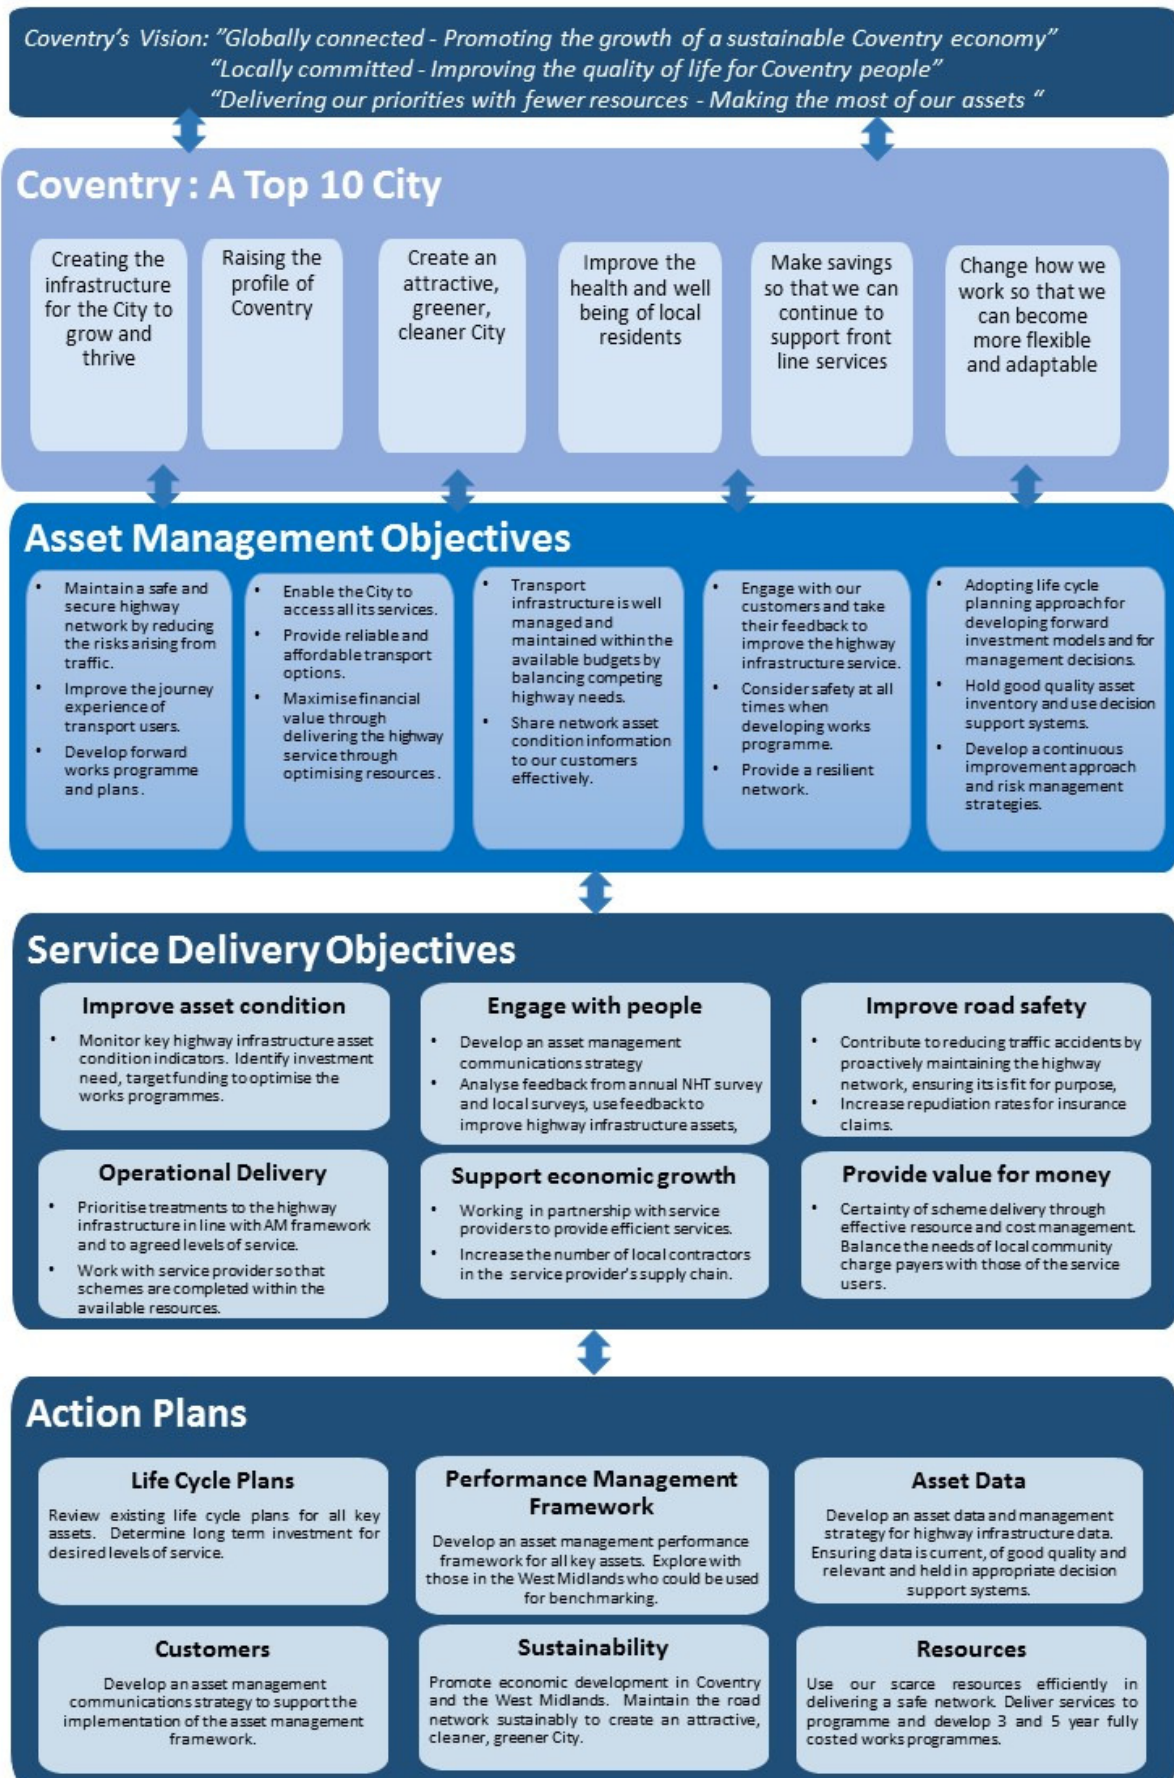 Coventry's Vision: "Globally connected - Promoting the growth of a sustainable Coventry economy"
"Locally committed - Improving the quality of life for Coventry people"
"Delivering our priorities with fewer resources - Making the most of our assets "
Coventry : A Top 10 City
Creating the
infrastructure
for the City to
grow and
thrive
Raising the
profile of
Coventry
Create an
attractive,
greener,
cleaner City
Improve the
health and well
being of local
residents
Make savings
so that we can
continue to
support front
line services
Change how we
work so that we
can become
more flexible
and adaptable
Asset Management Objectives
• Maintain a safe and
secure highway
network by reducing
the risks arising from
traffic.
• Improve the journey
experience of
transport users.
• Develop forward
works programme
and plans.
• Enable the City to
access all its services.
• Provide reliable and
affordable transport
options.
• Maximise financial
value through
delivering the highway
service through
optimising resources.
• Transport
infrastructure is well
managed and
maintained within the
available budgets by
balancing competing
highway needs.
• Share network asset
condition information
to our customers
effectively.
• Engage with our
customers and take
their feedback to
improve the highway
infrastructure service.
• Consider safety at all
times when
developing works
programme.
• Provide a resilient
network.
• Adopting life cycle
planning approach for
developing forward
investment models and for
management decisions.
• Hold good quality asset
inventory and use decision
support systems.
• Develop a continuous
improvement approach
and risk management
strategies.
Service Delivery Objectives
Improve asset condition
• Monitor key highway infrastructure asset
condition indicators. Identify investment
need, target funding to optimise the
works programmes.
Engage with people
• Develop an asset management
communications strategy
• Analyse feedback from annual NHT survey
and local surveys, use feedback to
improve highway infrastructure assets,
Improve road safety
• Contribute to reducing traffic accidents by
proactively maintaining the highway
network, ensuring its is fit for purpose,
• Increase repudiation rates for insurance
claims.
Operational Delivery
• Prioritise treatments to the highway
infrastructure in line with AM framework
and to agreed levels of service.
• Work with service provider so that
schemes are completed within the
available resources.
Support economic growth
• Working in partnership with service
providers to provide efficient services.
• Increase the number of local contractors
in the service provider's supply chain.
Provide value for money
• Certainty of scheme delivery through
effective resource and cost management.
Balance the needs of local community
charge payers with those of the service
users.
Action Plans
Life Cycle Plans
Review existing life cycle plans for all key
assets. Determine long term investment for
desired levels of service.
Performance Management
Framework
Develop an asset management performance
framework for all key assets. Explore with
those in the West Midlands who could be used
for benchmarking.
Asset Data
Develop an asset data and management
strategy for highway infrastructure data.
Ensuring data is current, of good quality and
relevant and held in appropriate decision
support systems.
Customers
Develop an asset management
communications strategy to support the
implementation of the asset management
framework.
Sustainability
Promote economic development in Coventry
and the West Midlands. Maintain the road
network sustainably to create an attractive,
cleaner, greener City.
Resources
Use our scarce resources efficiently in
delivering a safe network. Deliver services to
programme and develop 3 and 5 year fully
costed works programmes.